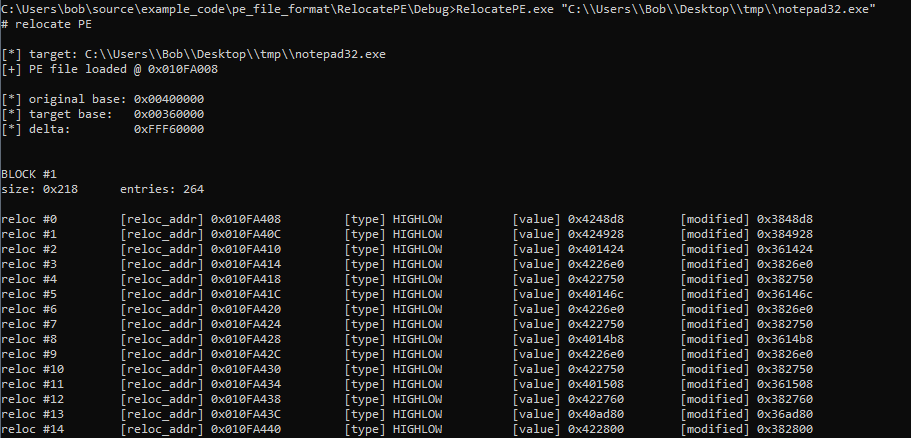 C:\Users\bob\source\example_code\pe_file_format\RelocatePE\Debug>RelocatePE.exe "C:\\Users\\Bob\\Desktop\\tmp\\notepad32.exe"
# relocate PE
[*] target: C:\\Users\\Bob\\Desktop\\tmp\\notepad32.exe
[+] PE file loaded @ 0x010FA008
[*] original base: 0x00400000
[*] target base:   0x00360000
[*] delta:         0xFFF60000
BLOCK #1
size: 0x218      entries: 264
reloc #0        [reloc_addr] 0x010FA408         [type] HIGHLOW          [value] 0x4248d8        [modified] 0x3848d8
reloc #1        [reloc_addr] 0x010FA40C         [type] HIGHLOW          [value] 0x424928        [modified] 0x384928
reloc #2        [reloc_addr] 0x010FA410         [type] HIGHLOW          [value] 0x401424        [modified] 0x361424
reloc #3        [reloc_addr] 0x010FA414         [type] HIGHLOW          [value] 0x4226e0        [modified] 0x3826e0
reloc #4        [reloc_addr] 0x010FA418         [type] HIGHLOW          [value] 0x422750        [modified] 0x382750
reloc #5        [reloc_addr] 0x010FA41C         [type] HIGHLOW          [value] 0x40146c        [modified] 0x36146c
reloc #6        [reloc_addr] 0x010FA420         [type] HIGHLOW          [value] 0x4226e0        [modified] 0x3826e0
reloc #7        [reloc_addr] 0x010FA424         [type] HIGHLOW          [value] 0x422750        [modified] 0x382750
reloc #8        [reloc_addr] 0x010FA428         [type] HIGHLOW          [value] 0x4014b8        [modified] 0x3614b8
reloc #9        [reloc_addr] 0x010FA42C         [type] HIGHLOW          [value] 0x4226e0        [modified] 0x3826e0
reloc #10       [reloc_addr] 0x010FA430         [type] HIGHLOW          [value] 0x422750        [modified] 0x382750
reloc #11       [reloc_addr] 0x010FA434         [type] HIGHLOW          [value] 0x401508        [modified] 0x361508
reloc #12       [reloc_addr] 0x010FA438         [type] HIGHLOW          [value] 0x422760        [modified] 0x382760
reloc #13       [reloc_addr] 0x010FA43C         [type] HIGHLOW          [value] 0x40ad80        [modified] 0x36ad80
reloc #14       [reloc_addr] 0x010FA440         [type] HIGHLOW          [value] 0x422800        [modified] 0x382800